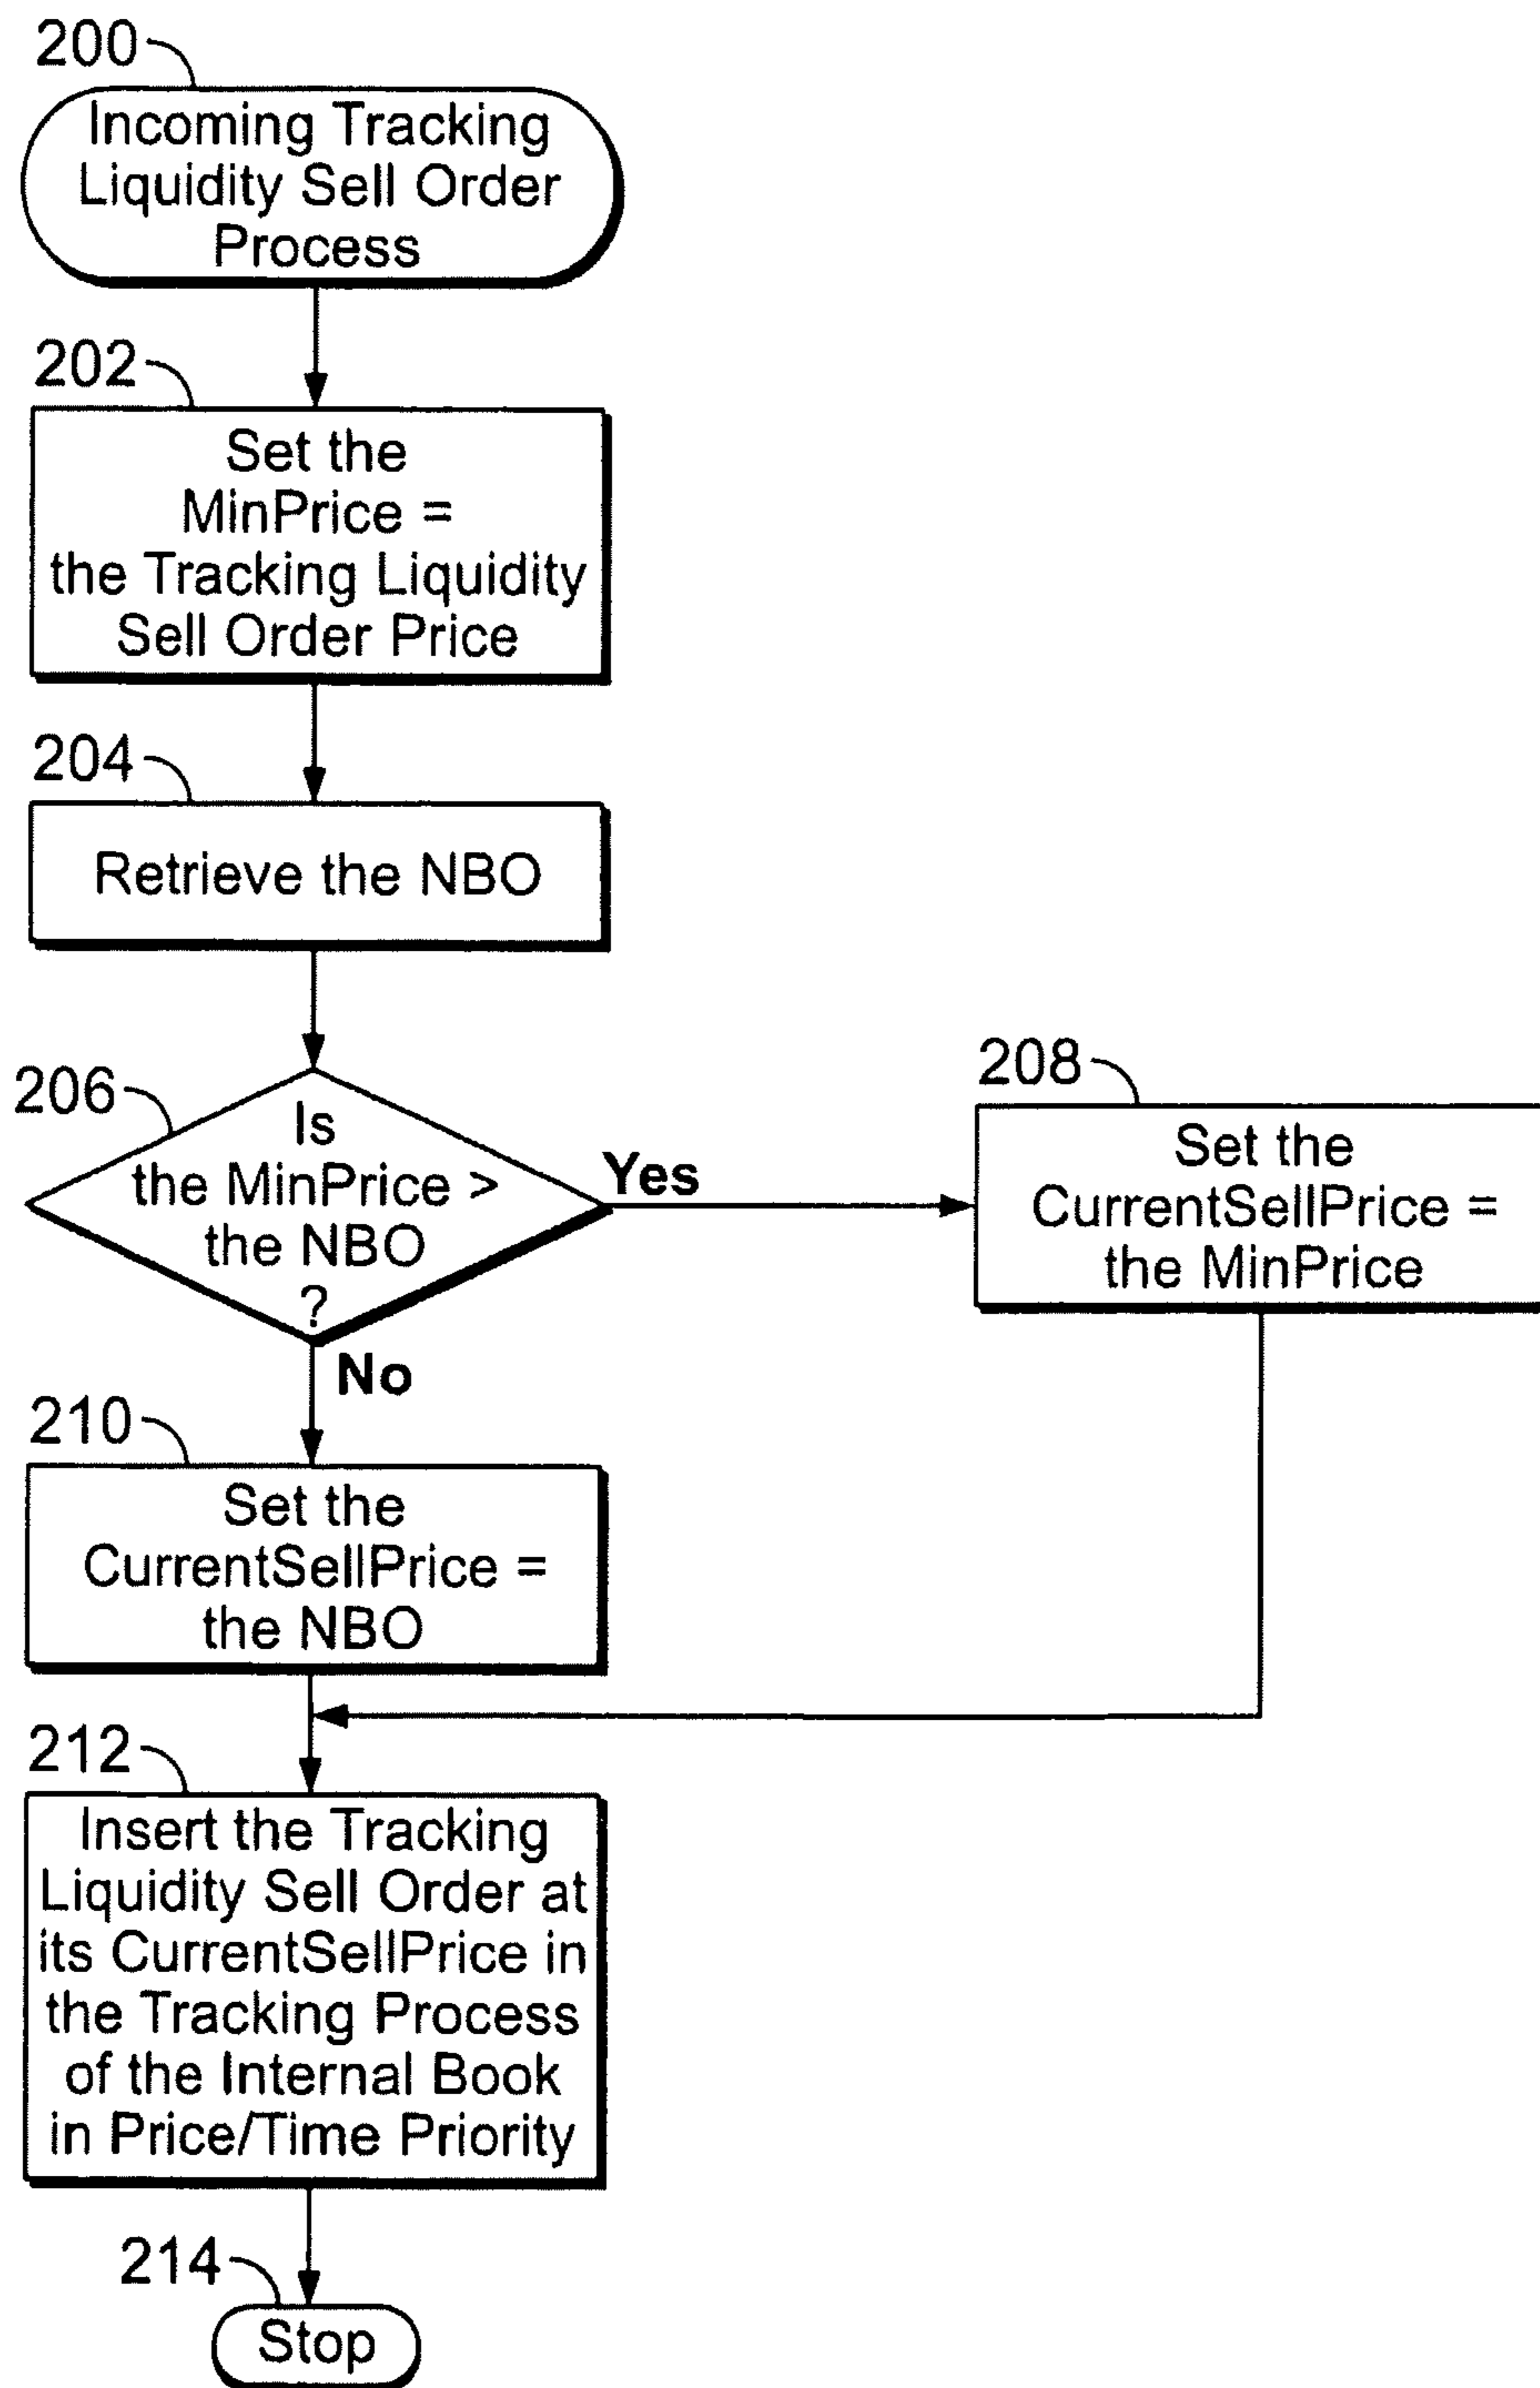 200
Incoming Tracking
Liquidity Sell Order
Process
202
Set the
MinPrice =
the Tracking Liquidity
Sell Order Price
204
Retrieve the NBO
206
Is
the MinPrice >
the NBO
?
Yes
208
Set the
CurrentSellPrice =
the MinPrice
No
210
Set the
CurrentSellPrice =
the NBO
212
Insert the Tracking
Liquidity Sell Order at
its CurrentSellPrice in
the Tracking Process
of the Internal Book
in Price/Time Priority
214
Stop